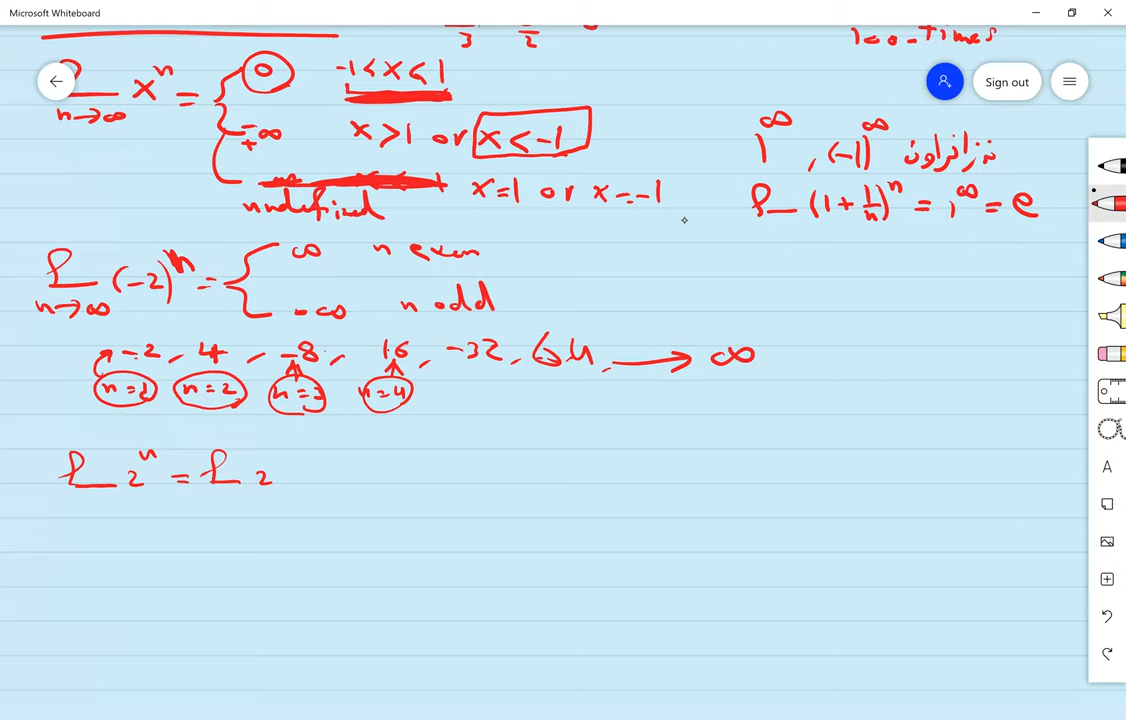 Microsoft Whiteboard
Sign out
100-times
lim n→∞ xⁿ = { 0 -1 < x < 1
∓∞ x > 1 or x < -1
undefined x = 1 or x = -1
1^∞ , (-1)^∞
lim (1 + 1/n)ⁿ = 1^∞ = e
lim n→∞ (-2)ⁿ = { ∞ n even
-∞ n odd
-2, 4, -8, 16, -32, 64, → ∞
n=1 n=2 n=3 n=4
lim 2ⁿ = lim 2
A